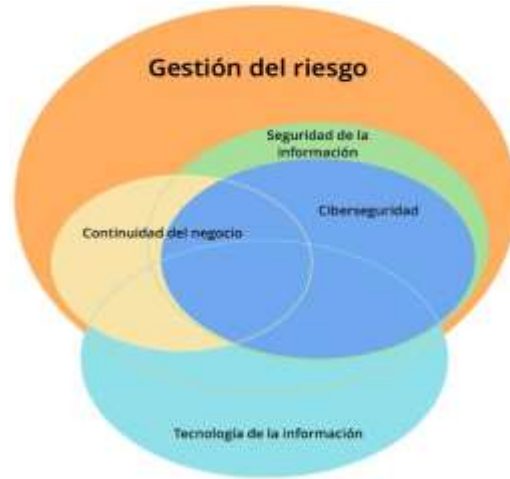 Gestión del riesgo
Seguridad de la
información
Ciberseguridad
Continuidad del negocio
Tecnología de la información